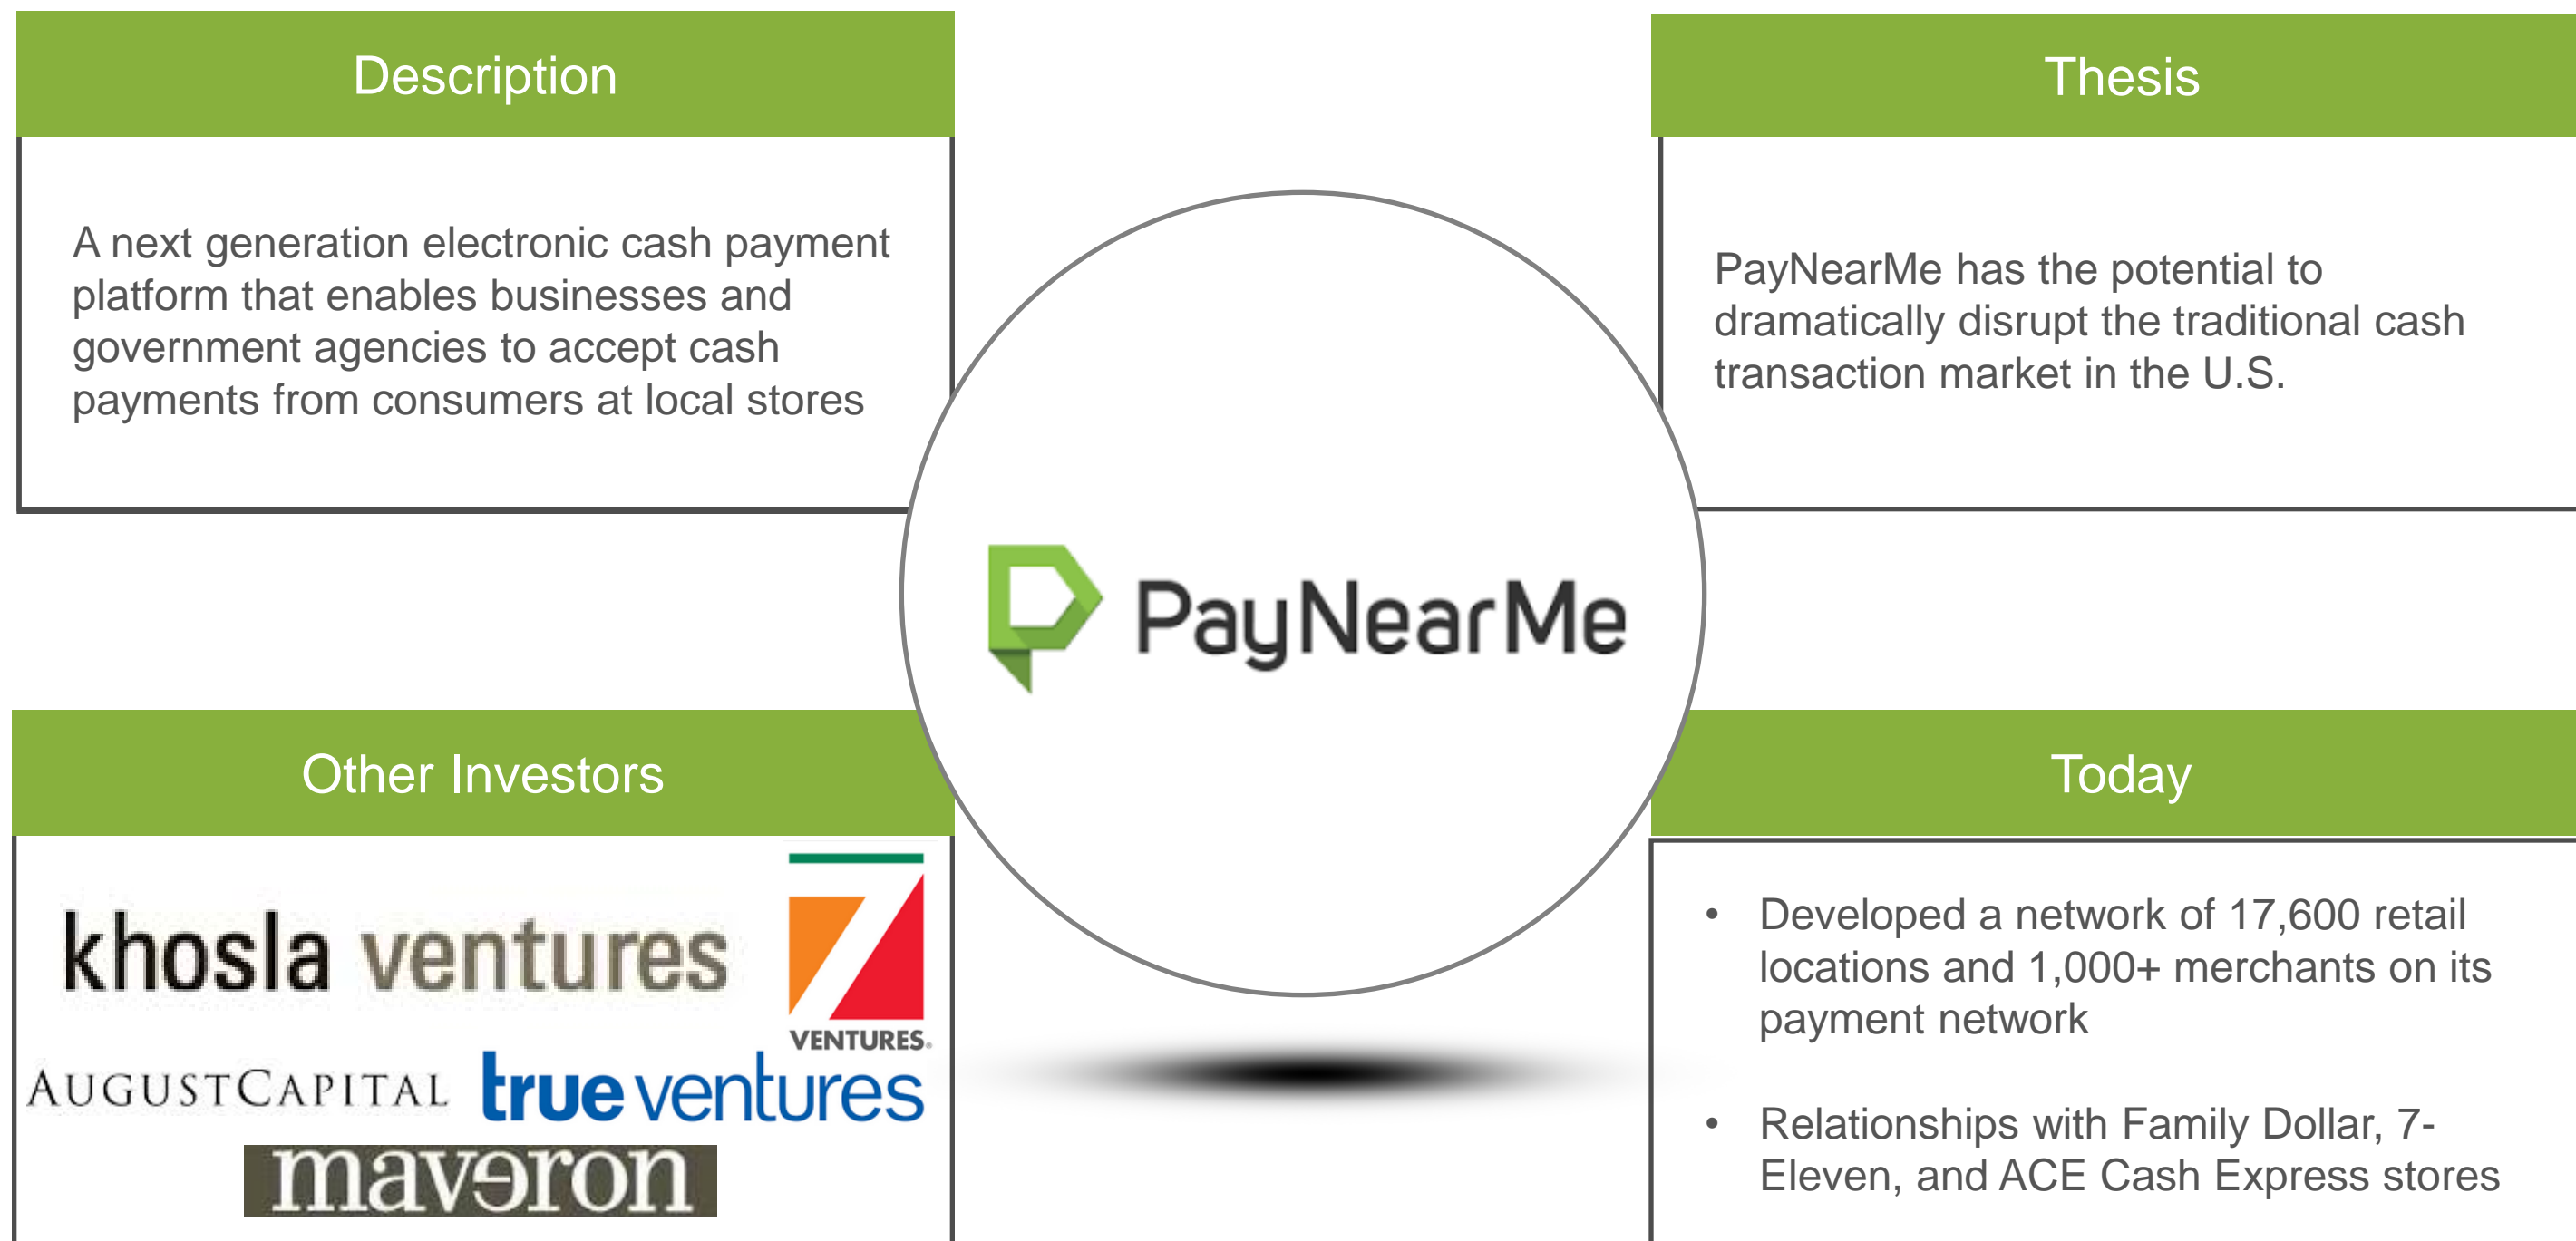 Description
A next generation electronic cash payment
platform that enables businesses and
government agencies to accept cash
payments from consumers at local stores
Thesis
PayNearMe has the potential to
dramatically disrupt the traditional cash
transaction market in the U.S.
PayNearMe
Other Investors
khosla ventures
7
VENTURES®
AUGUSTCAPITAL
true ventures
maveron
Today
• Developed a network of 17,600 retail
locations and 1,000+ merchants on its
payment network
• Relationships with Family Dollar, 7-
Eleven, and ACE Cash Express stores